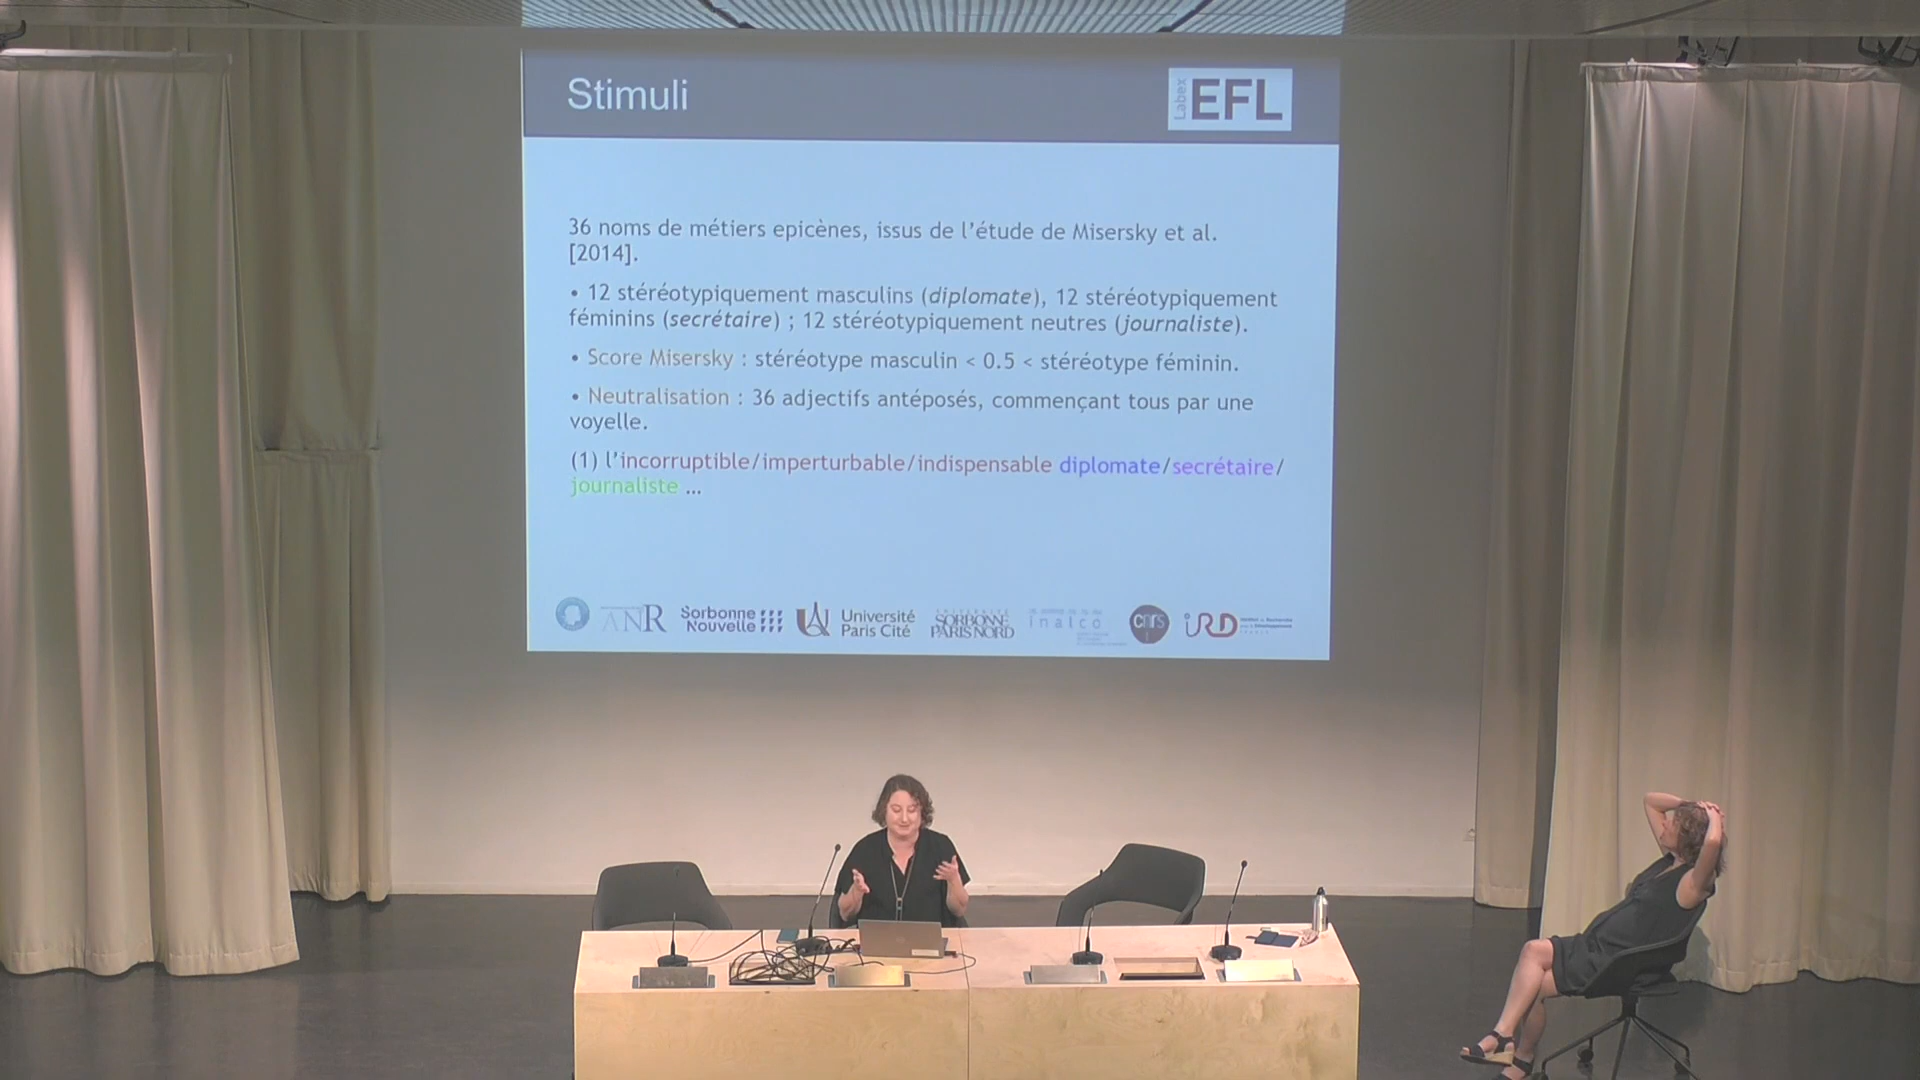 Stimuli
Labex EFL
36 noms de métiers epicènes, issus de l'étude de Misersky et al.
[2014].
• 12 stéréotypiquement masculins (diplomate), 12 stéréotypiquement
féminins (secrétaire) ; 12 stéréotypiquement neutres (journaliste).
• Score Misersky : stéréotype masculin < 0.5 < stéréotype féminin.
• Neutralisation : 36 adjectifs antéposés, commençant tous par une
voyelle.
(1) l'incorruptible/imperturbable/indispensable diplomate/secrétaire/
journaliste ...
ANR
Sorbonne
Nouvelle
Université
Paris Cité
SORBONNE
PARIS NORD
inalco
cnrs
IRD